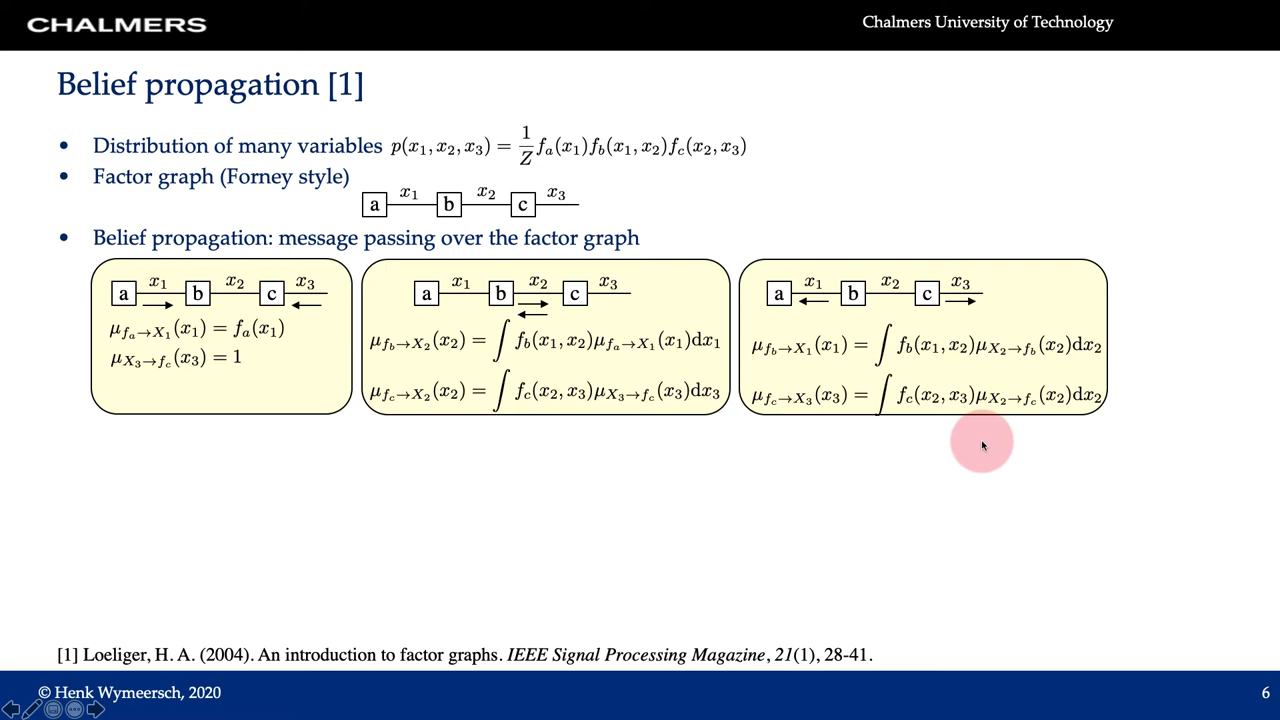 CHALMERS
Chalmers University of Technology
Belief propagation [1]
• Distribution of many variables p(x₁, x₂, x₃) = 1/Z fₐ(x₁)f_b(x₁, x₂)f_c(x₂, x₃)
• Factor graph (Forney style)
a x₁ b x₂ c x₃
• Belief propagation: message passing over the factor graph
a x₁ b x₂ c x₃
μ_{fₐ→X₁}(x₁) = fₐ(x₁)
μ_{X₃→f_c}(x₃) = 1
a x₁ b x₂ c x₃
μ_{f_b→X₂}(x₂) = ∫ f_b(x₁, x₂)μ_{fₐ→X₁}(x₁)dx₁
μ_{f_c→X₂}(x₂) = ∫ f_c(x₂, x₃)μ_{X₃→f_c}(x₃)dx₃
a x₁ b x₂ c x₃
μ_{f_b→X₁}(x₁) = ∫ f_b(x₁, x₂)μ_{X₂→f_b}(x₂)dx₂
μ_{f_c→X₃}(x₃) = ∫ f_c(x₂, x₃)μ_{X₂→f_c}(x₂)dx₂
[1] Loeliger, H. A. (2004). An introduction to factor graphs. IEEE Signal Processing Magazine, 21(1), 28-41.
© Henk Wymeersch, 2020
6